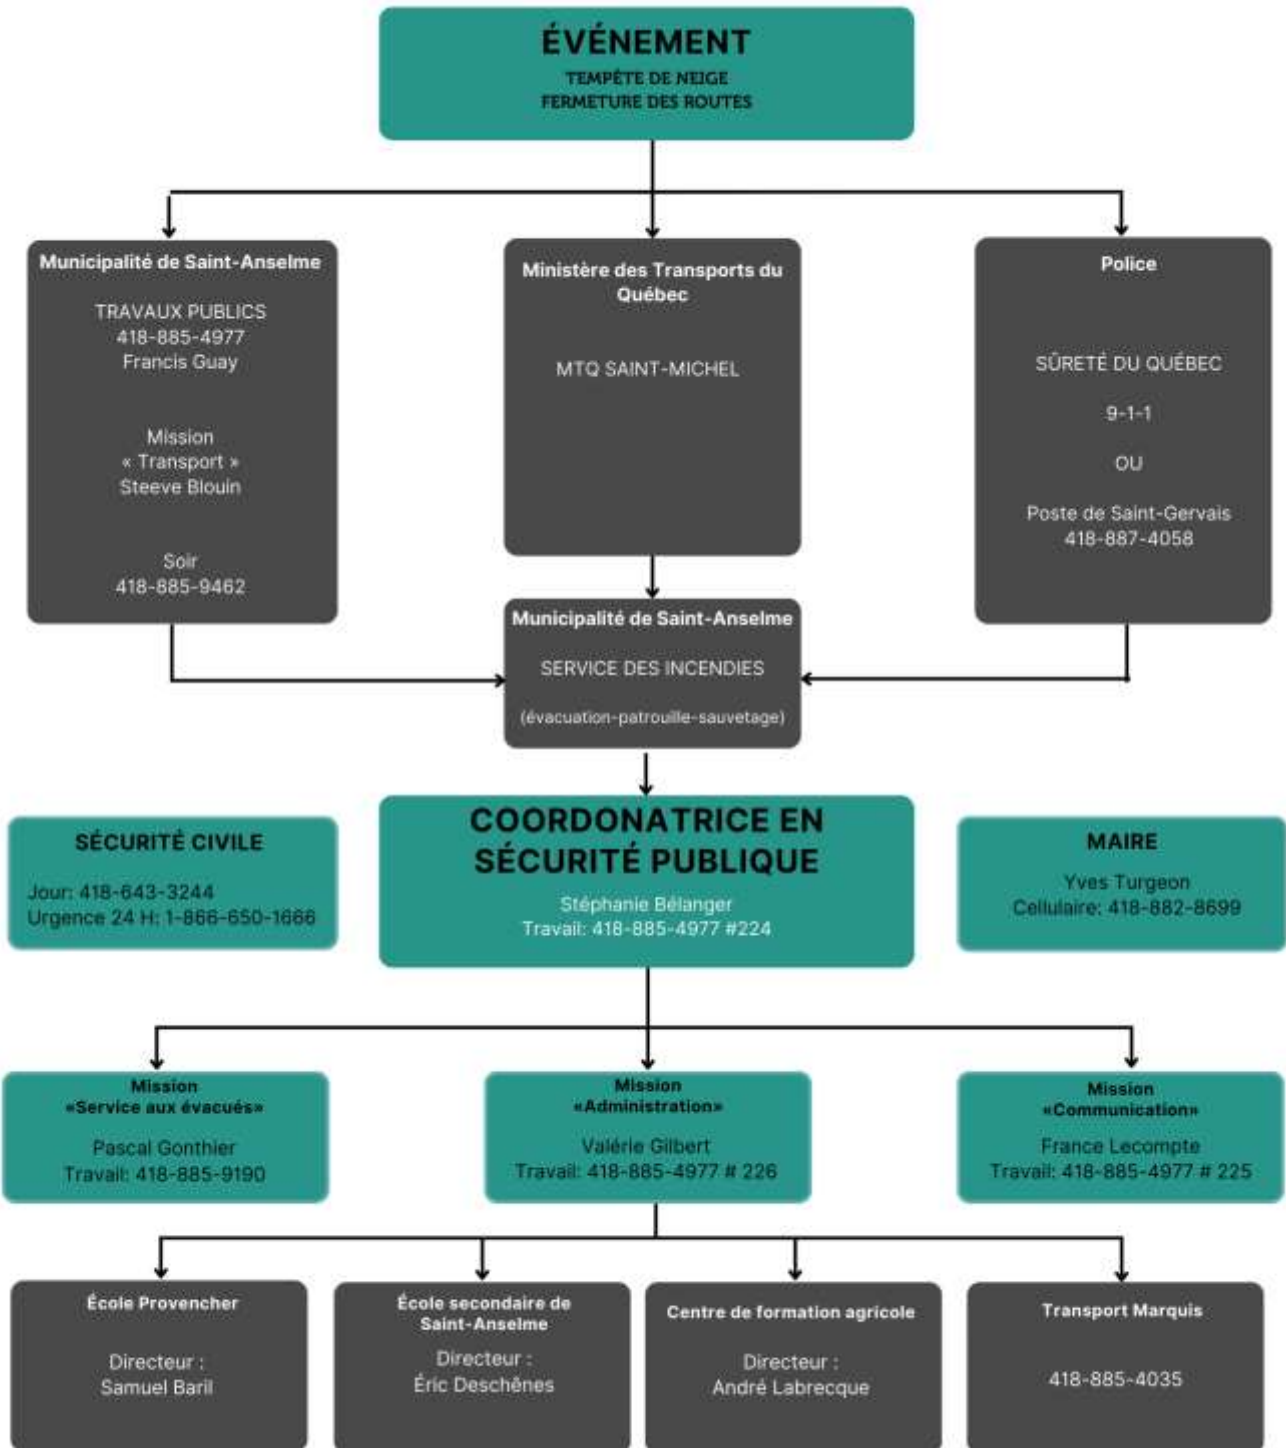 ÉVÉNEMENT
TEMPÊTE DE NEIGE
FERMETURE DES ROUTES
Municipalité de Saint-Anselme
TRAVAUX PUBLICS
418-885-4977
Francis Guay
Mission
« Transport »
Steeve Blouin
Soir
418-885-9462
Ministère des Transports du
Québec
MTQ SAINT-MICHEL
Police
SÛRETÉ DU QUÉBEC
9-1-1
OU
Poste de Saint-Gervais
418-887-4058
Municipalité de Saint-Anselme
SERVICE DES INCENDIES
(évacuation-patrouille-sauvetage)
SÉCURITÉ CIVILE
Jour: 418-643-3244
Urgence 24 H: 1-866-650-1666
COORDONATRICE EN
SÉCURITÉ PUBLIQUE
Stéphanie Bélanger
Travail: 418-885-4977 #224
MAIRE
Yves Turgeon
Cellulaire: 418-882-8699
Mission
«Service aux évacués»
Pascal Gonthier
Travail: 418-885-9190
Mission
«Administration»
Valérie Gilbert
Travail: 418-885-4977 # 226
Mission
«Communication»
France Lecompte
Travail: 418-885-4977 # 225
École Provencher
Directeur :
Samuel Baril
École secondaire de
Saint-Anselme
Directeur :
Éric Deschênes
Centre de formation agricole
Directeur :
André Labrecque
Transport Marquis
418-885-4035